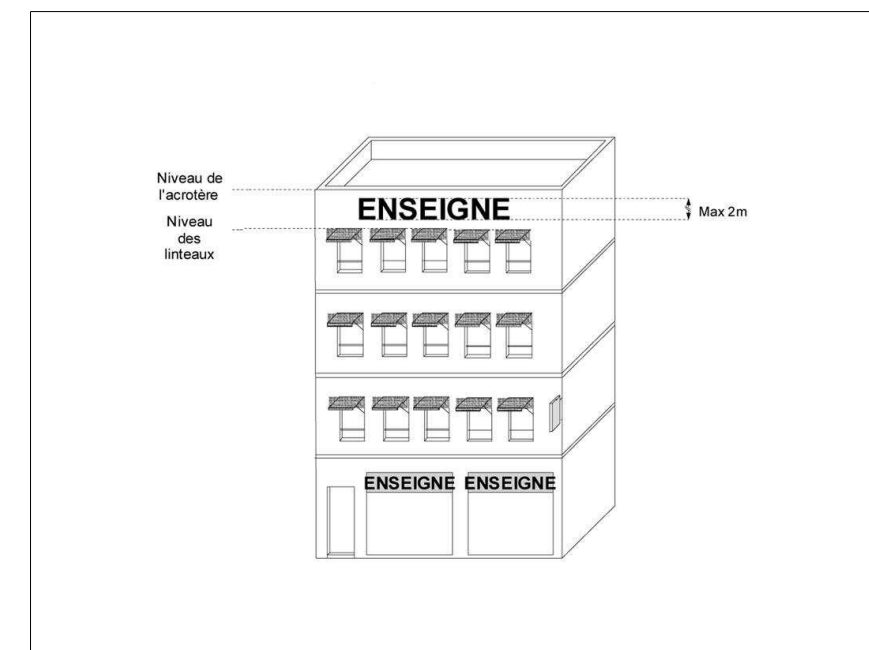 Niveau de
l'acrotère
ENSEIGNE
Max 2m
Niveau
des
linteaux
ENSEIGNE ENSEIGNE